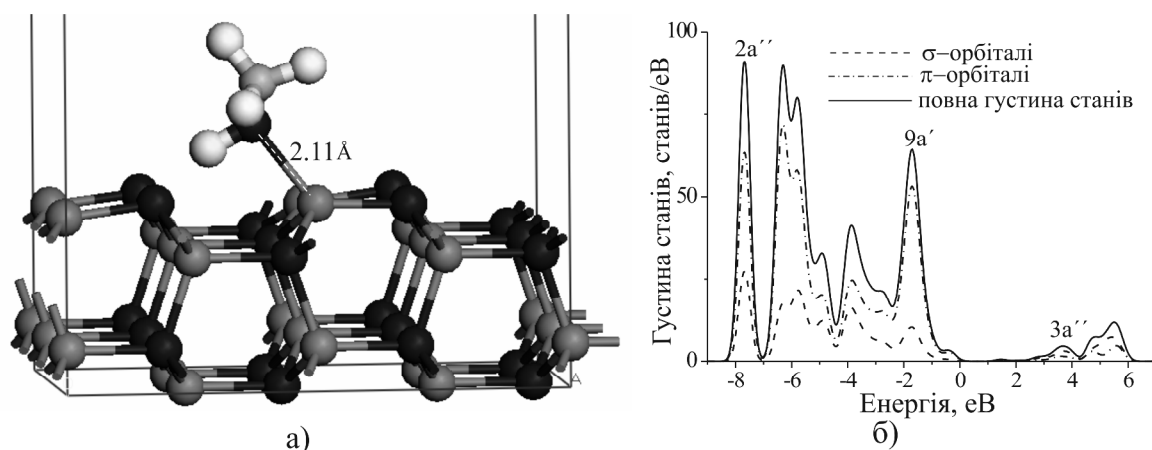 2.11Å
A
а)
100
50
0
Густина станів, станів/еВ
2a´´
9a´
3a´´
σ–орбіталі
π–орбіталі
повна густина станів
-8 -6 -4 -2 0 2 4 6
Енергія, еВ
б)